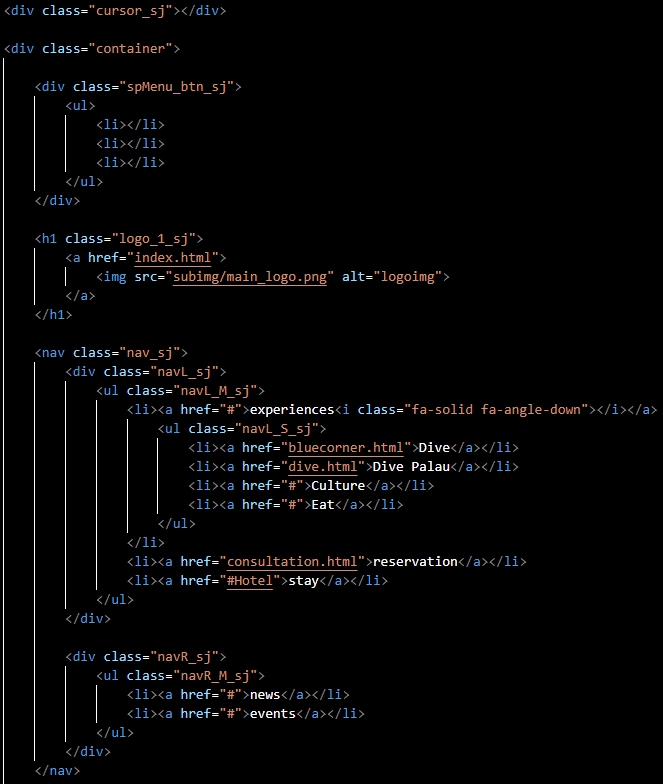 <div class="cursor_sj"></div>
<div class="container">
<div class="spMenu_btn_sj">
<ul>
<li></li>
<li></li>
<li></li>
</ul>
</div>
<h1 class="logo_1_sj">
<a href="index.html">
<img src="subimg/main_logo.png" alt="logoimg">
</a>
</h1>
<nav class="nav_sj">
<div class="navL_sj">
<ul class="navL_M_sj">
<li><a href="#">experiences<i class="fa-solid fa-angle-down"></i></a>
<ul class="navL_S_sj">
<li><a href="bluecorner.html">Dive</a></li>
<li><a href="dive.html">Dive Palau</a></li>
<li><a href="#">Culture</a></li>
<li><a href="#">Eat</a></li>
</ul>
</li>
<li><a href="consultation.html">reservation</a></li>
<li><a href="#Hotel">stay</a></li>
</ul>
</div>
<div class="navR_sj">
<ul class="navR_M_sj">
<li><a href="#">news</a></li>
<li><a href="#">events</a></li>
</ul>
</div>
</nav>